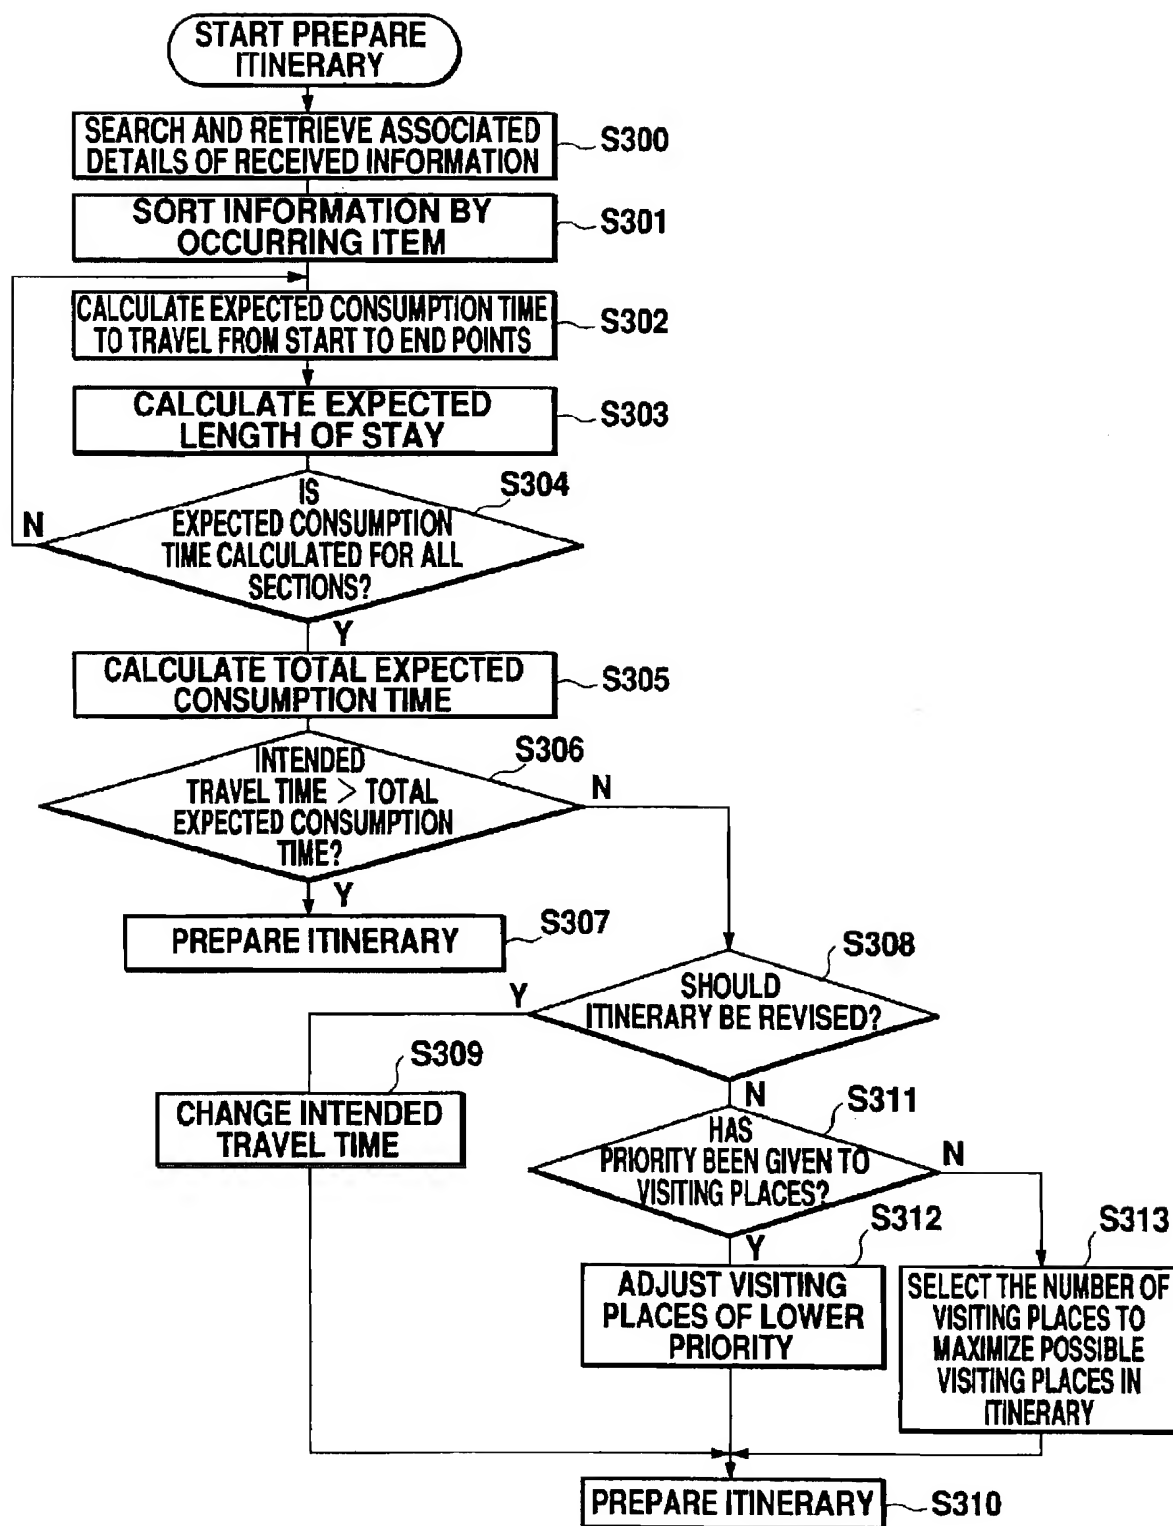 START PREPARE
ITINERARY
SEARCH AND RETRIEVE ASSOCIATED
DETAILS OF RECEIVED INFORMATION
S300
SORT INFORMATION BY
OCCURRING ITEM
S301
CALCULATE EXPECTED CONSUMPTION TIME
TO TRAVEL FROM START TO END POINTS
S302
CALCULATE EXPECTED
LENGTH OF STAY
S303
S304
IS
EXPECTED CONSUMPTION
TIME CALCULATED FOR ALL
SECTIONS?
N
Y
CALCULATE TOTAL EXPECTED
CONSUMPTION TIME
S305
S306
INTENDED
TRAVEL TIME > TOTAL
EXPECTED CONSUMPTION
TIME?
N
Y
PREPARE ITINERARY
S307
S308
SHOULD
ITINERARY BE REVISED?
Y
N
S309
CHANGE INTENDED
TRAVEL TIME
S311
HAS
PRIORITY BEEN GIVEN TO
VISITING PLACES?
N
Y
S312
ADJUST VISITING
PLACES OF LOWER
PRIORITY
S313
SELECT THE NUMBER OF
VISITING PLACES TO
MAXIMIZE POSSIBLE
VISITING PLACES IN
ITINERARY
PREPARE ITINERARY
S310